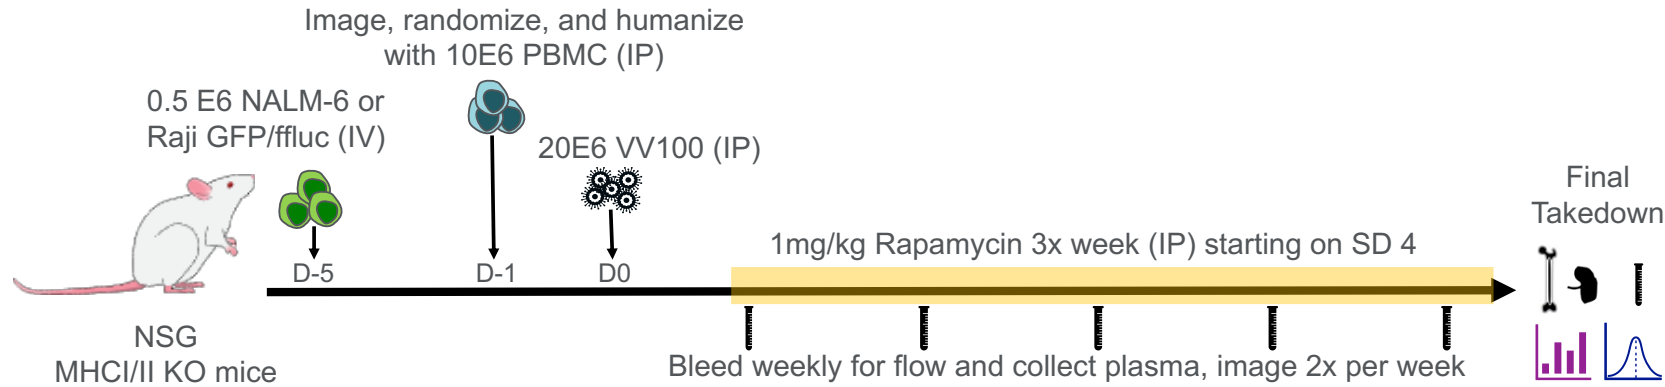 Image, randomize, and humanize
with 10E6 PBMC (IP)
0.5 E6 NALM-6 or
Raji GFP/ffluc (IV)
20E6 VV100 (IP)
Final
Takedown
1mg/kg Rapamycin 3x week (IP) starting on SD 4
D-5
D-1
D0
NSG
MHCI/II KO mice
Bleed weekly for flow and collect plasma, image 2x per week